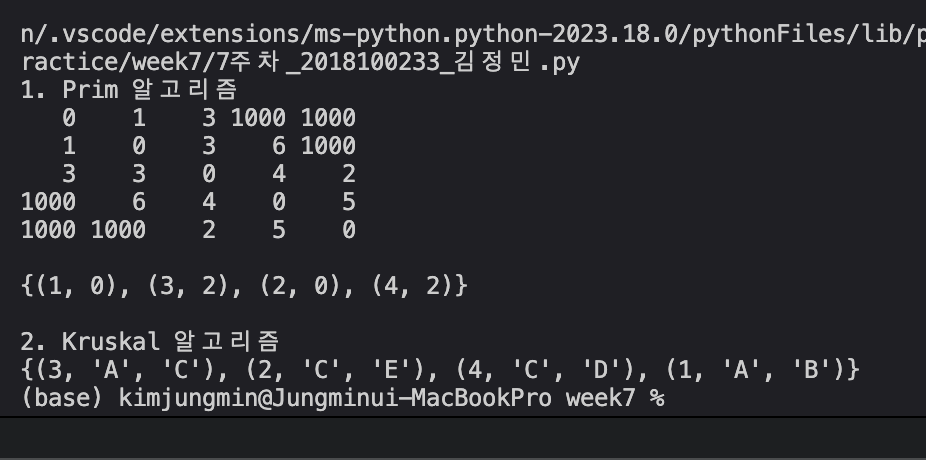 n/.vscode/extensions/ms-python.python-2023.18.0/pythonFiles/lib/p
ractice/week7/7주차_2018100233_김정민.py
1. Prim 알고리즘
0 1 3 1000 1000
1 0 3 6 1000
3 3 0 4 2
1000 6 4 0 5
1000 1000 2 5 0
{(1, 0), (3, 2), (2, 0), (4, 2)}
2. Kruskal 알고리즘
{(3, 'A', 'C'), (2, 'C', 'E'), (4, 'C', 'D'), (1, 'A', 'B')}
(base) kimjungmin@Jungminui-MacBookPro week7 %